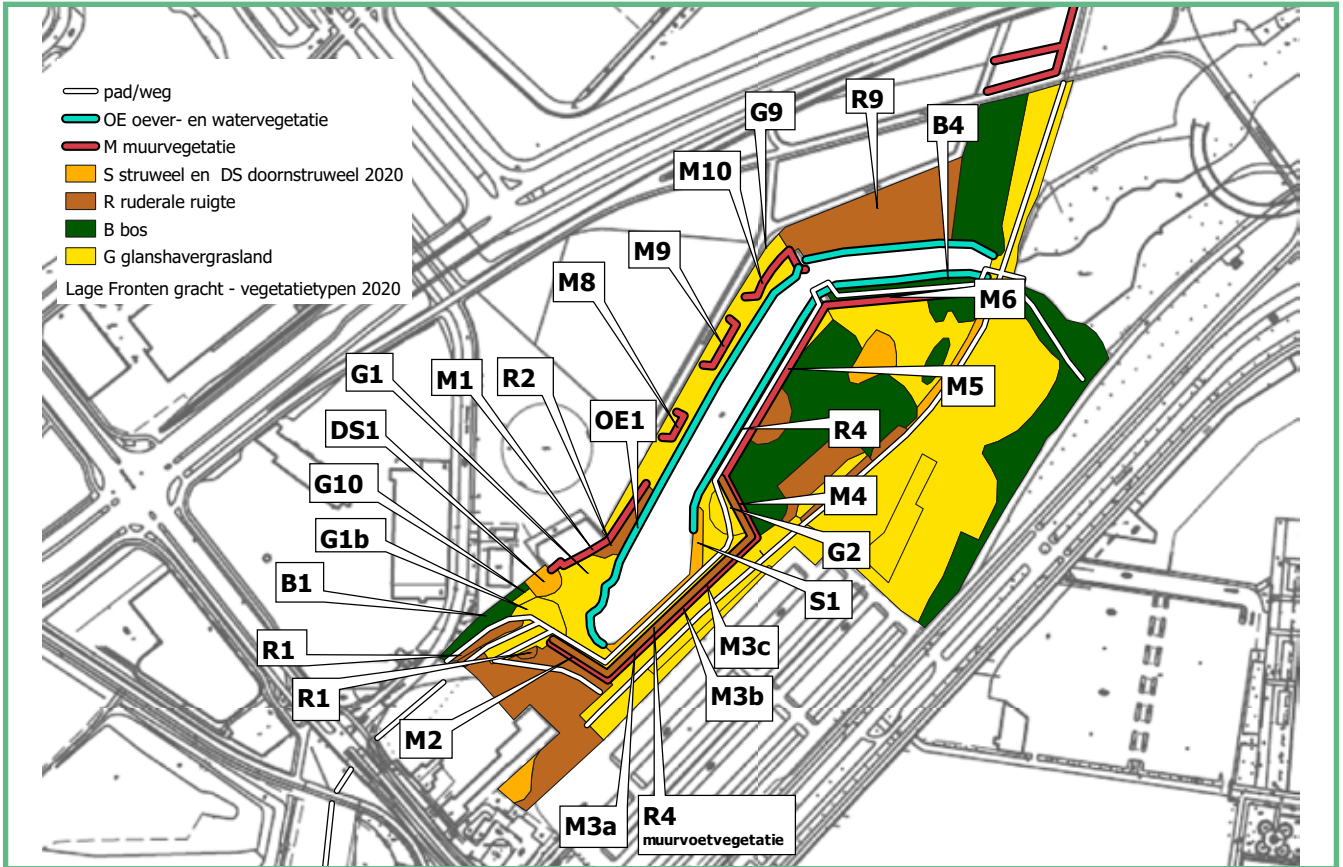 pad/weg
OE oever- en watervegetatie
M muurvegetatie
S struweel en DS doornstruweel 2020
R ruderale ruigte
B bos
G glanshavergrasland
Lage Fronten gracht - vegetatietypen 2020
R9
G9
B4
M10
M9
M8
M6
G1
M1
R2
M5
DS1
OE1
R4
G10
M4
G1b
G2
B1
S1
R1
M3c
R1
M3b
M2
M3a
R4
muurvoetvegetatie